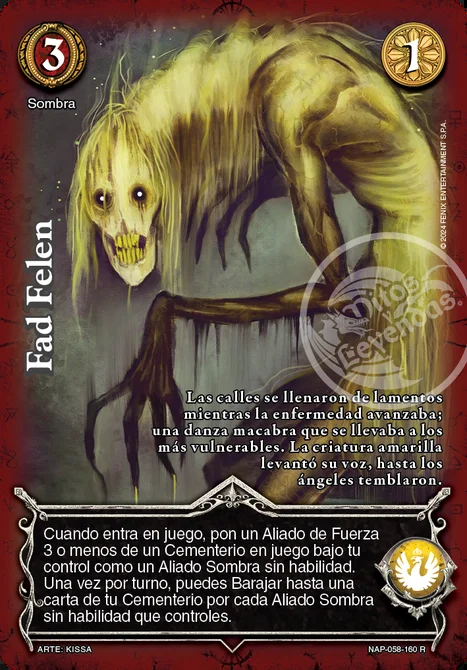 3
1
Sombra
Fad Felen
© 2024 FENIX ENTERTAINMENT S.P.A.
Mitos y Leyendas
Las calles se llenaron de lamentos
mientras la enfermedad avanzaba;
una danza macabra que se llevaba a los
más vulnerables. La criatura amarilla
levantó su voz, hasta los
ángeles temblaron.
Cuando entra en juego, pon un Aliado de Fuerza
3 o menos de un Cementerio en juego bajo tu
control como un Aliado Sombra sin habilidad.
Una vez por turno, puedes Barajar hasta una
carta de tu Cementerio por cada Aliado Sombra
sin habilidad que controles.
ARTE: KISSA
NAP-058-160 R